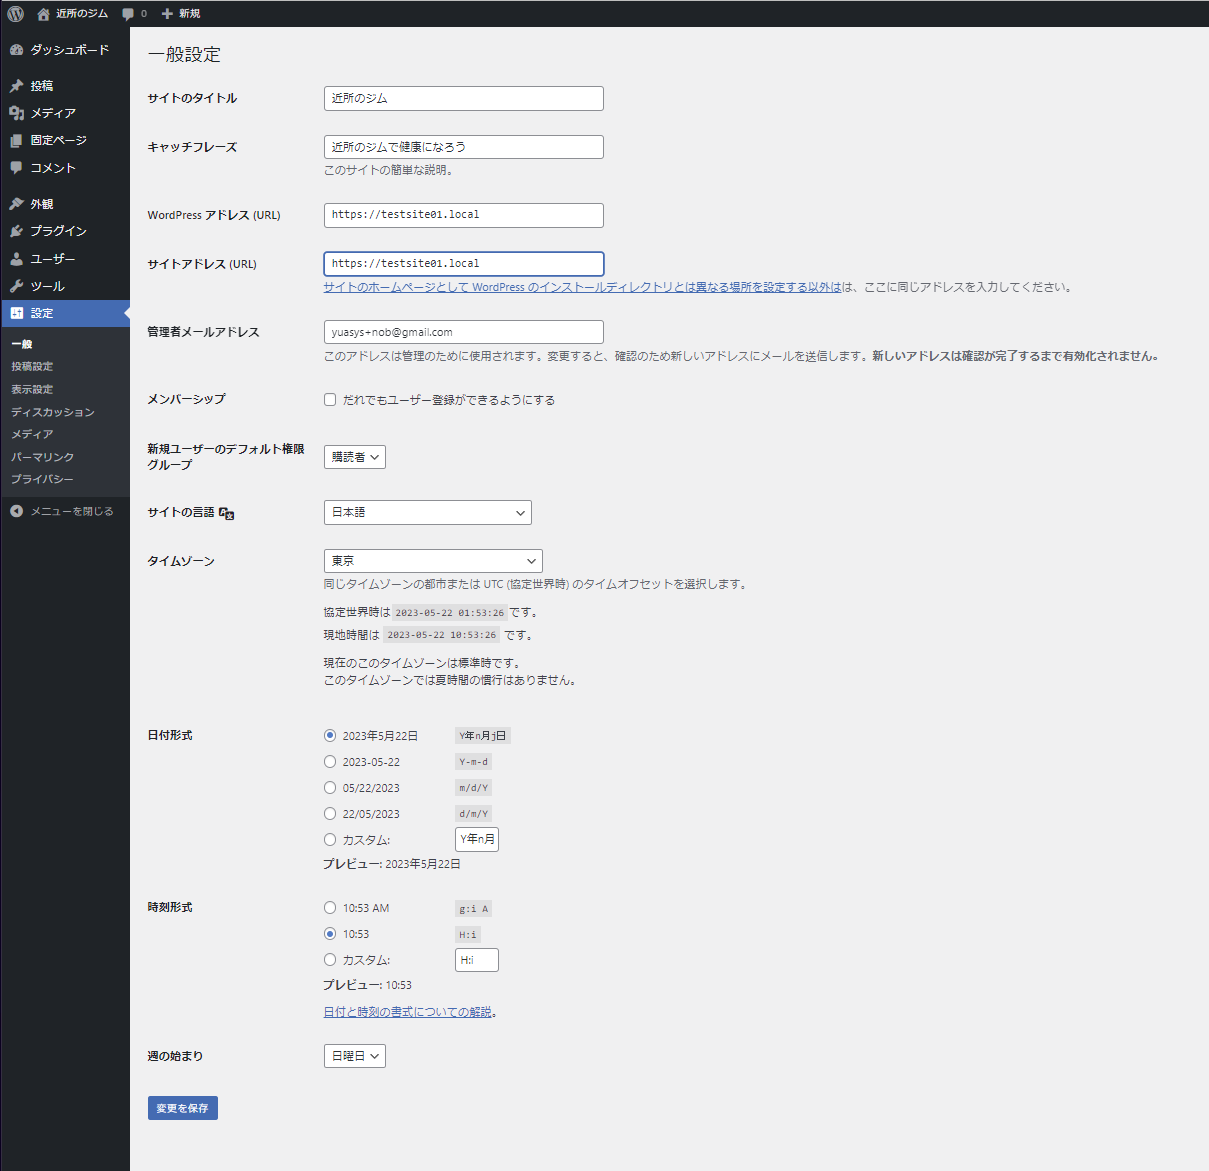 近所のジム 0 新規
ダッシュボード
投稿
メディア
固定ページ
コメント
外観
プラグイン
ユーザー
ツール
設定
一般
投稿設定
表示設定
ディスカッション
メディア
パーマリンク
プライバシー
メニューを閉じる
一般設定
サイトのタイトル
近所のジム
キャッチフレーズ
近所のジムで健康になろう
このサイトの簡単な説明。
WordPress アドレス (URL)
https://testsite01.local
サイトアドレス (URL)
https://testsite01.local
サイトのホームページとして WordPress のインストールディレクトリとは異なる場所を設定する以外はは、ここに同じアドレスを入力してください。
管理者メールアドレス
yuasys+nob@gmail.com
このアドレスは管理のために使用されます。変更すると、確認のため新しいアドレスにメールを送信します。新しいアドレスは確認が完了するまで有効化されません。
メンバーシップ
だれでもユーザー登録ができるようにする
新規ユーザーのデフォルト権限
グループ
購読者
サイトの言語
日本語
タイムゾーン
東京
同じタイムゾーンの都市または UTC (協定世界時) のタイムオフセットを選択します。
協定世界時は 2023-05-22 01:53:26 です。
現地時間は 2023-05-22 10:53:26 です。
現在のこのタイムゾーンは標準時です。
このタイムゾーンでは夏時間の慣行はありません。
日付形式
2023年5月22日 Y年n月j日
2023-05-22 Y-m-d
05/22/2023 m/d/Y
22/05/2023 d/m/Y
カスタム: Y年n月
プレビュー: 2023年5月22日
時刻形式
10:53 AM g:i A
10:53 H:i
カスタム: H:i
プレビュー: 10:53
日付と時刻の書式についての解説。
週の始まり
日曜日
変更を保存